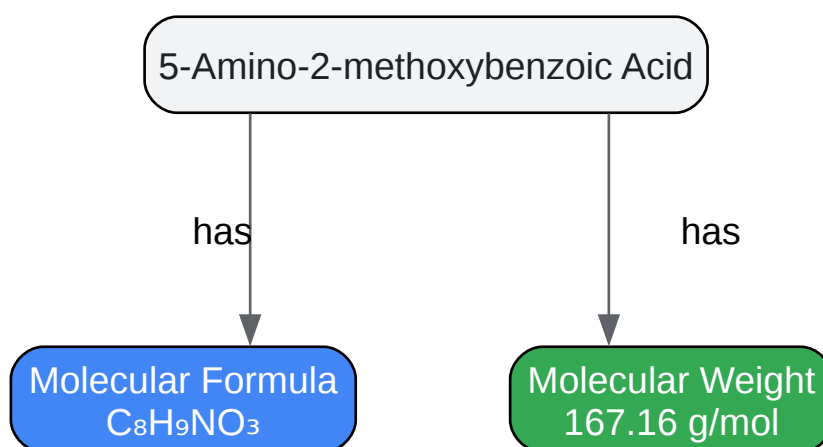 5-Amino-2-methoxybenzoic Acid
has
has
Molecular Formula
C₈H₉NO₃
Molecular Weight
167.16 g/mol